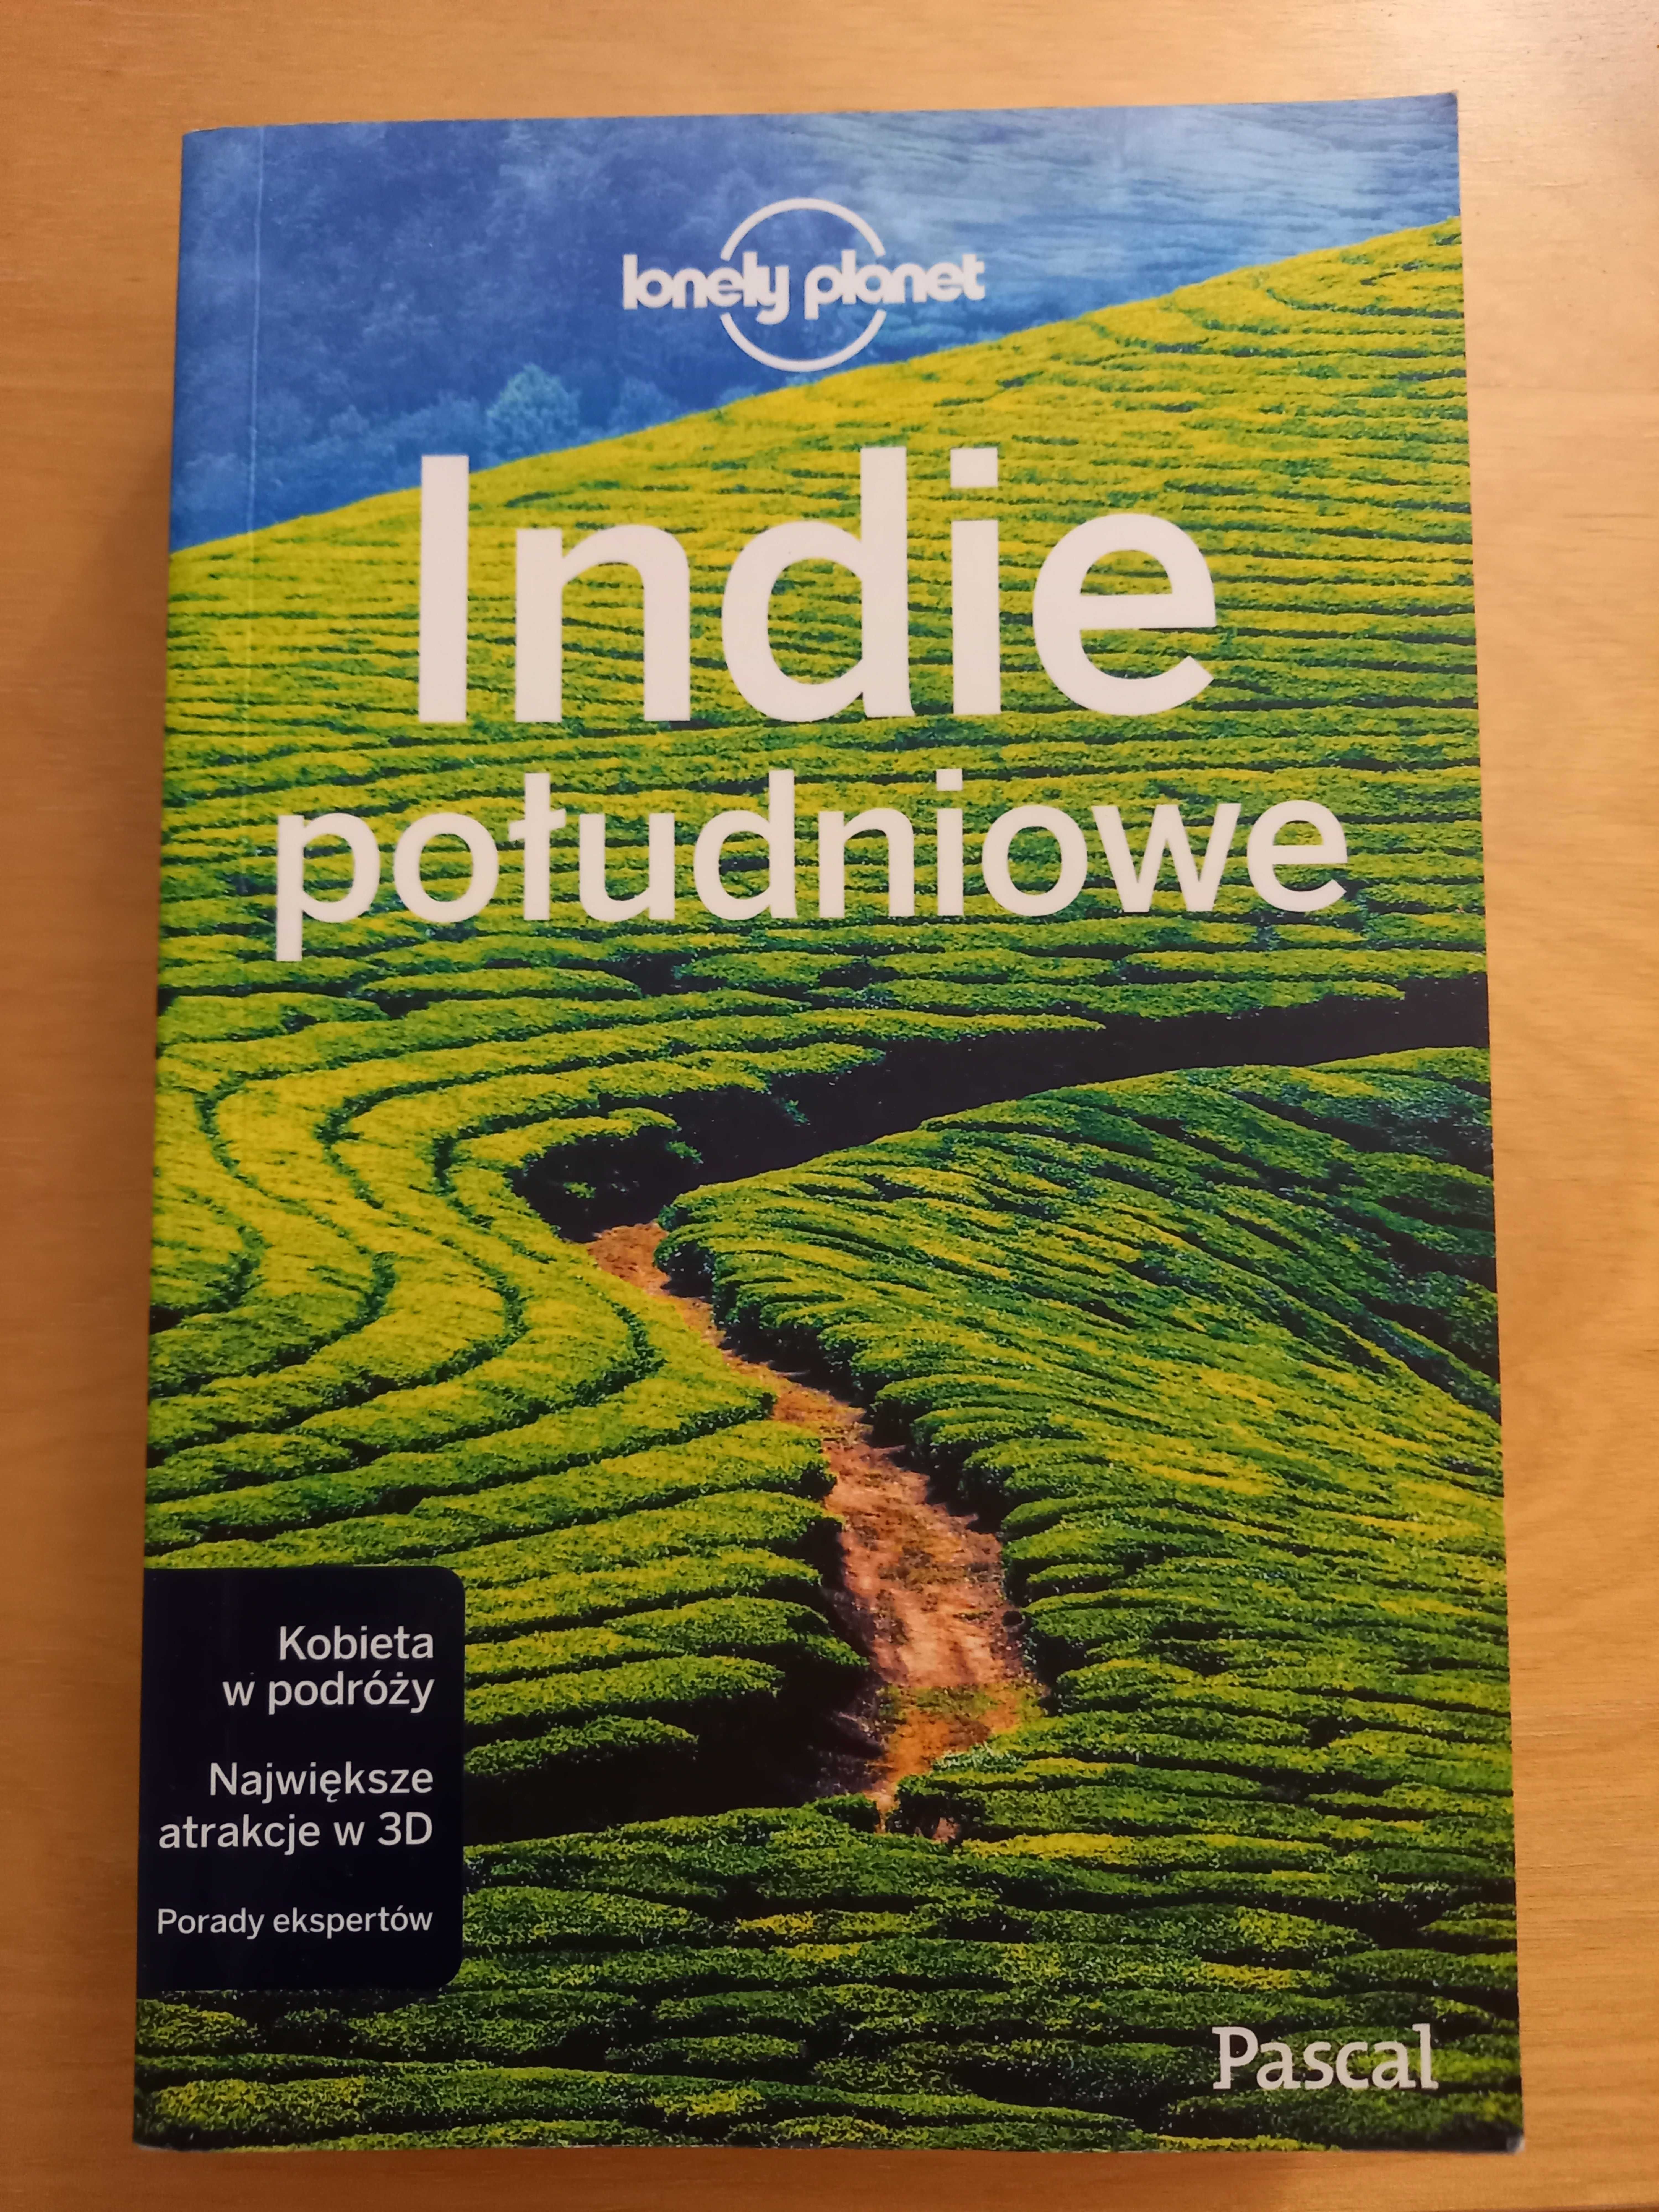 lonely planet
Indie
południowe
Kobieta
w podróży
Największe
atrakcje w 3D
Porady ekspertów
Pascal